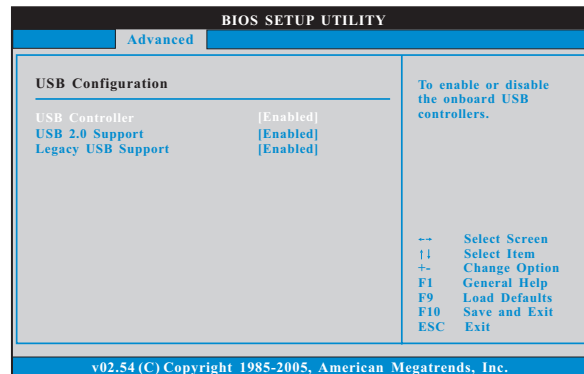 BIOS SETUP UTILITY
Advanced
USB Configuration
USB Controller [Enabled]
USB 2.0 Support [Enabled]
Legacy USB Support [Enabled]
To enable or disable
the onboard USB
controllers.
←→ Select Screen
↑↓ Select Item
+- Change Option
F1 General Help
F9 Load Defaults
F10 Save and Exit
ESC Exit
v02.54 (C) Copyright 1985-2005, American Megatrends, Inc.